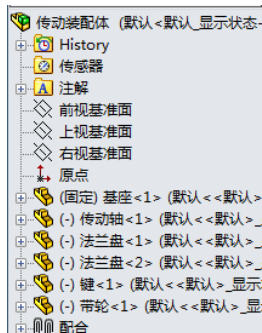 传动装配体 (默认<默认_显示状态-
History
传感器
注解
前视基准面
上视基准面
右视基准面
原点
(固定) 基座<1> (默认<<默认>
(-) 传动轴<1> (默认<<默认>_
(-) 法兰盘<1> (默认<<默认>_
(-) 法兰盘<2> (默认<<默认>_
(-) 键<1> (默认<<默认>_显示
(-) 带轮<1> (默认<<默认>_显
配合